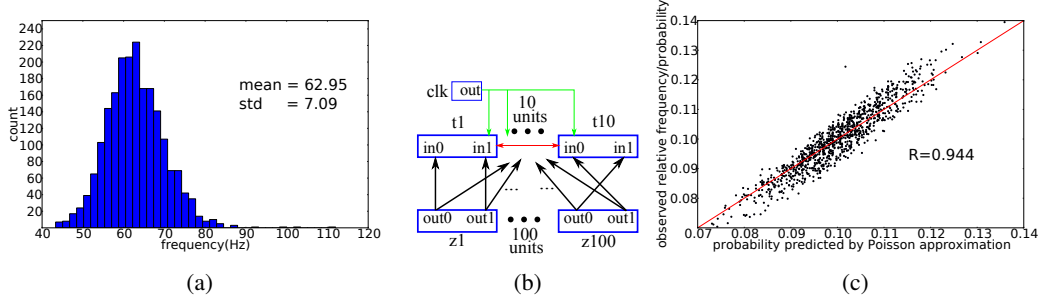 240
220
200
180
160
140
120
100
80
60
40
20
count
mean = 62.95
std = 7.09
40 50 60 70 80 90 100 110 120
frequency(Hz)
(a)
clk out
10
units
t1 t10
in0 in1 in0 in1
... ...
out0 out1 out0 out1
z1 100 z100
units
(b)
observed relative frequency/probability
0.14
0.13
0.12
0.11
0.10
0.09
0.08
R=0.944
0.07 0.08 0.09 0.10 0.11 0.12 0.13 0.14
probability predicted by Poisson approximation
(c)